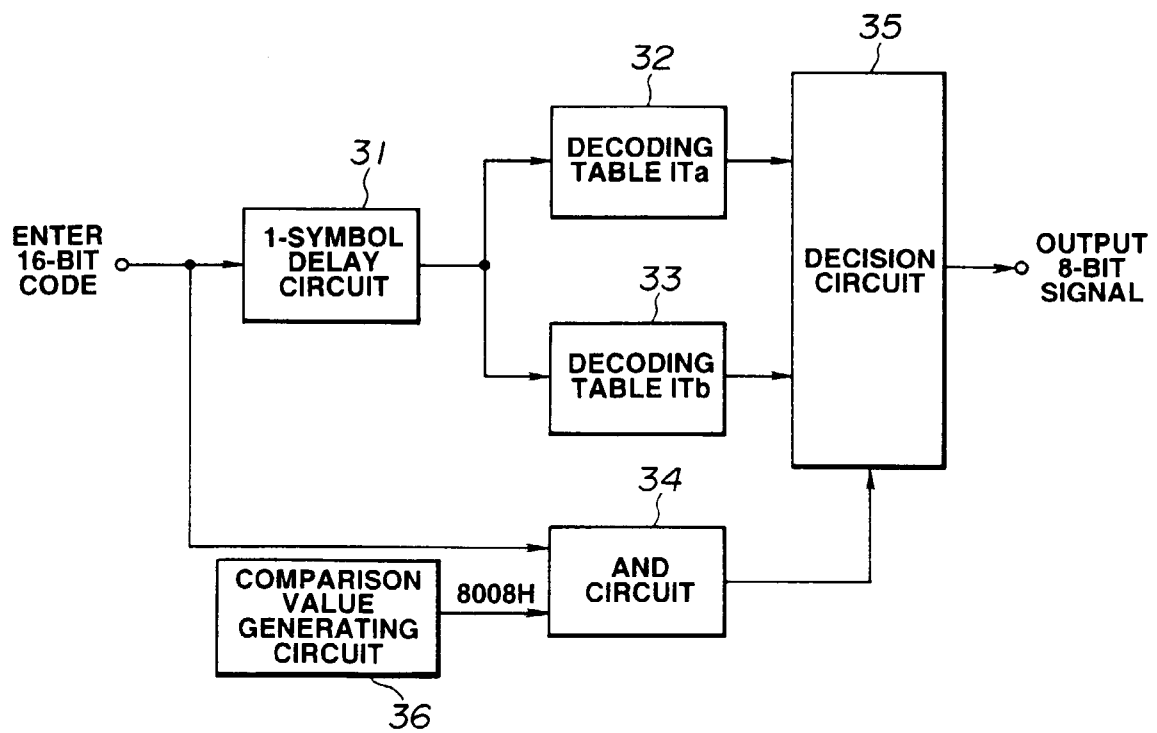 35
32
DECODING
TABLE ITa
31
ENTER
16-BIT
CODE
1-SYMBOL
DELAY
CIRCUIT
DECISION
CIRCUIT
OUTPUT
8-BIT
SIGNAL
33
DECODING
TABLE ITb
34
AND
CIRCUIT
COMPARISON
VALUE
GENERATING
CIRCUIT
8008H
36